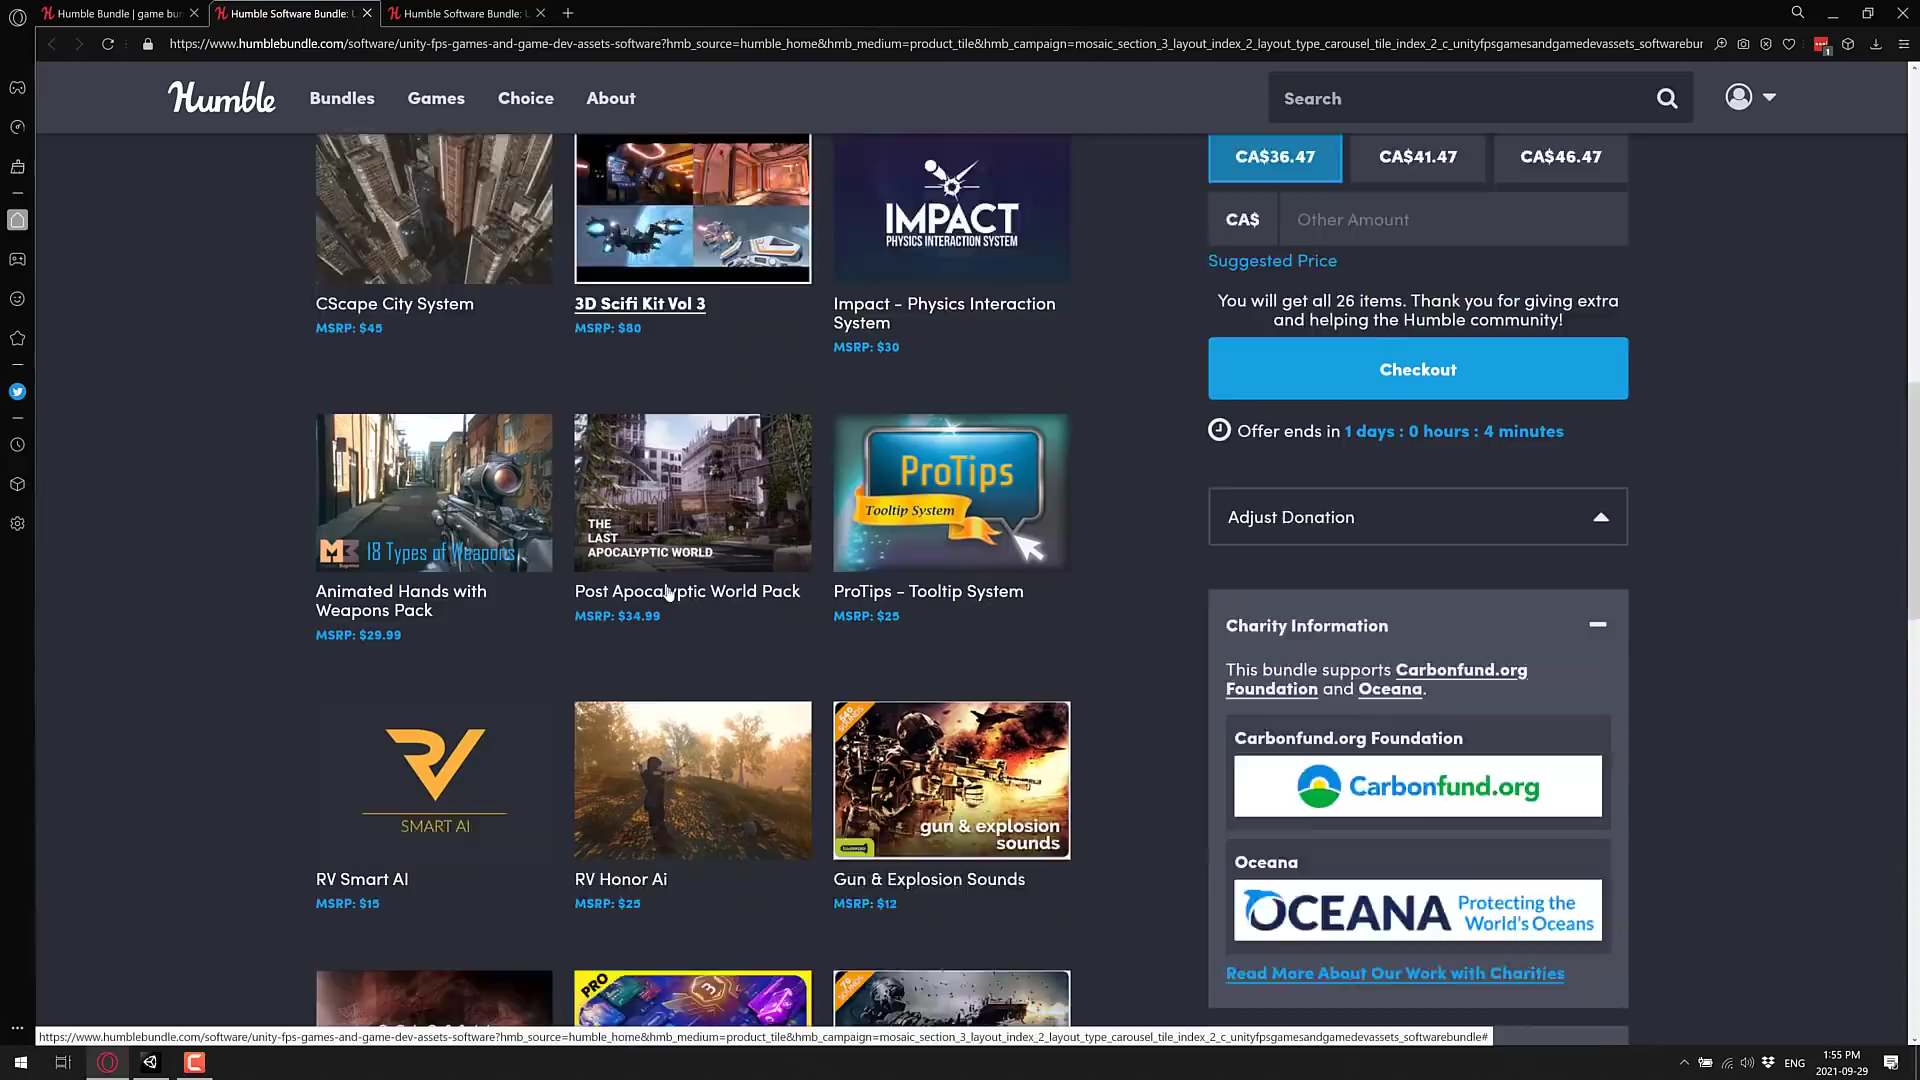 Humble Bundle | game bun
Humble Software Bundle: U
Humble Software Bundle: U
https://www.humblebundle.com/software/unity-fps-games-and-game-dev-assets-software?hmb_source=humble_home&hmb_medium=product_tile&hmb_campaign=mosaic_section_3_layout_index_2_layout_type_carousel_tile_index_2_c_unityfpsgamesandgamedevassets_softwarebur
1
Humble
Bundles
Games
Choice
About
Search
IMPACT
PHYSICS INTERACTION SYSTEM
CScape City System
MSRP: $45
3D Scifi Kit Vol 3
MSRP: $80
Impact - Physics Interaction
System
MSRP: $30
M3 18 Types of Weapons
THE
LAST
APOCALYPTIC WORLD
ProTips
Tooltip System
Animated Hands with
Weapons Pack
MSRP: $29.99
Post Apocalyptic World Pack
MSRP: $34.99
ProTips - Tooltip System
MSRP: $25
RV
SMART AI
540
SOUNDS
gun & explosion
sounds
RV Smart AI
MSRP: $15
RV Honor Ai
MSRP: $25
Gun & Explosion Sounds
MSRP: $12
PRO
3
70
SOUNDS
CA$36.47
CA$41.47
CA$46.47
CA$
Other Amount
Suggested Price
You will get all 26 items. Thank you for giving extra
and helping the Humble community!
Checkout
Offer ends in 1 days : 0 hours : 4 minutes
Adjust Donation
Charity Information
This bundle supports Carbonfund.org
Foundation and Oceana.
Carbonfund.org Foundation
Carbonfund.org
Oceana
OCEANA Protecting the
World's Oceans
Read More About Our Work with Charities
https://www.humblebundle.com/software/unity-fps-games-and-game-dev-assets-software?hmb_source=humble_home&hmb_medium=product_tile&hmb_campaign=mosaic_section_3_layout_index_2_layout_type_carousel_tile_index_2_c_unityfpsgamesandgamedevassets_softwarebundle#
ENG
1:55 PM
2021-09-29